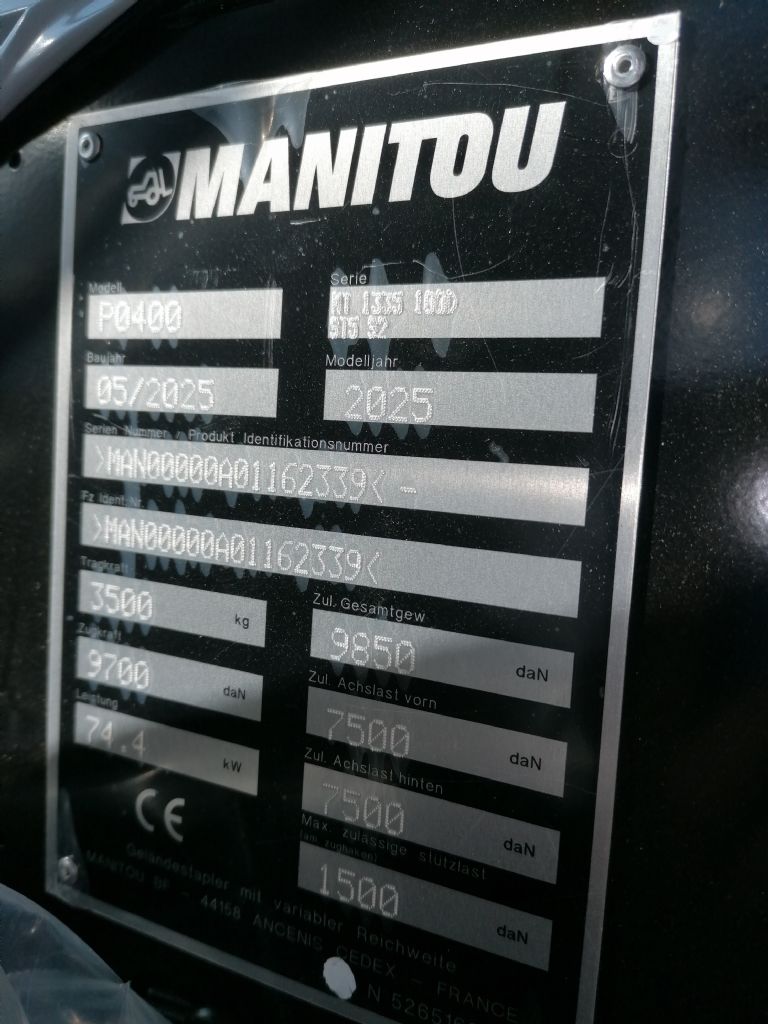 MANITOU
Modell
P0400
Serie
MT 1335 100D
ST5 S2
Baujahr
05/2025
Modelljahr
2025
Serien Nummer / Produkt Identifikationsnummer
>MAN00000A01162339< -
Fz Ident.-Nr.
>MAN00000A01162339<
Tragkraft
3500 kg
Zul. Gesamtgew
9850 daN
Zugkraft
9700 daN
Zul. Achslast vorn
7500 daN
Leistung
74.4 kW
Zul. Achslast hinten
7500 daN
Max. zulässige stützlast
(am zughaken)
1500 daN
CE
Geländestapler mit variabler Reichweite
MANITOU BF - 44158 ANCENIS CEDEX - FRANCE